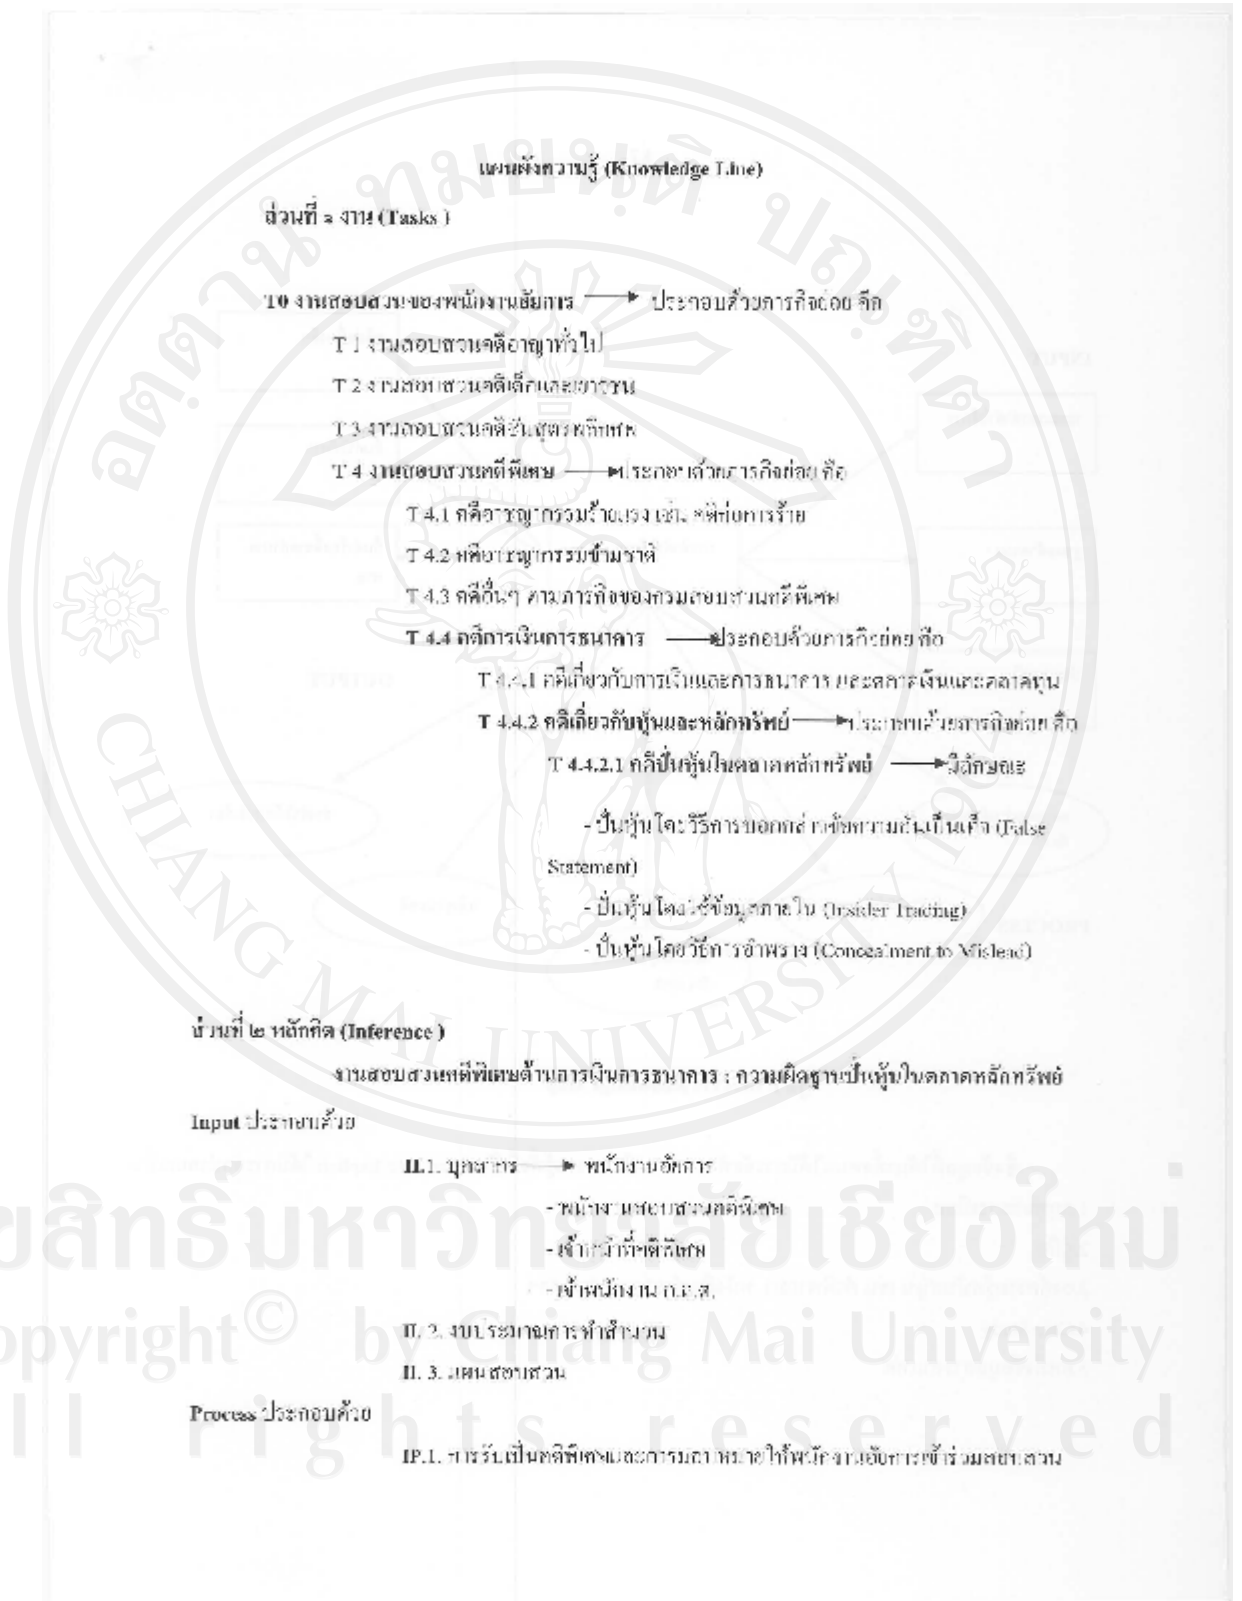 แผนผังความรู้ (Knowledge Line)
ส่วนที่ ๑ งาน (Tasks )
T0 งานสอบสวนของพนักงานอัยการ → ประกอบด้วยภารกิจย่อย คือ
T 1 งานสอบสวนคดีอาญาทั่วไป
T 2 งานสอบสวนคดีเด็กและเยาวชน
T 3 งานสอบสวนคดีชันสูตรพลิกศพ
T 4 งานสอบสวนคดีพิเศษ → ประกอบด้วยภารกิจย่อย คือ
T 4.1 คดีอาชญากรรมร้ายแรง เช่น คดีก่อการร้าย
T 4.2 คดีอาชญากรรมข้ามชาติ
T 4.3 คดีอื่นๆ ตามภารกิจของกรมสอบสวนคดีพิเศษ
T 4.4 คดีการเงินการธนาคาร → ประกอบด้วยภารกิจย่อย คือ
T 4.4.1 คดีเกี่ยวกับการเงินและการธนาคาร และตลาดเงินและตลาดทุน
T 4.4.2 คดีเกี่ยวกับหุ้นและหลักทรัพย์ → ประกอบด้วยภารกิจย่อย คือ
T 4.4.2.1 คดีปั่นหุ้นในตลาดหลักทรัพย์ → มีลักษณะ
- ปั่นหุ้นโดยวิธีการบอกกล่าวข้อความอันเป็นเท็จ (False
Statement)
- ปั่นหุ้นโดยใช้ข้อมูลภายใน (Insider Trading)
- ปั่นหุ้นโดยวิธีการอำพราง (Concealment to Mislead)
ส่วนที่ ๒ หลักคิด (Inference )
งานสอบสวนคดีพิเศษด้านการเงินการธนาคาร : ความผิดฐานปั่นหุ้นในตลาดหลักทรัพย์
Input ประกอบด้วย
II.1. บุคลากร → พนักงานอัยการ
- พนักงานสอบสวนคดีพิเศษ
- เจ้าหน้าที่คดีพิเศษ
- เจ้าพนักงาน ก.ล.ต.
II. 2. งบประมาณการทำสำนวน
II. 3. แผนสอบสวน
Process ประกอบด้วย
IP.1. การรับเป็นคดีพิเศษและการมอบหมายให้พนักงานอัยการเข้าร่วมสอบสวน
CHIANG MAI UNIVERSITY 1964
ขสิทธิ์มหาวิทยาลัยเชียงใหม่
opyright © by Chiang Mai University
l l rights reserved